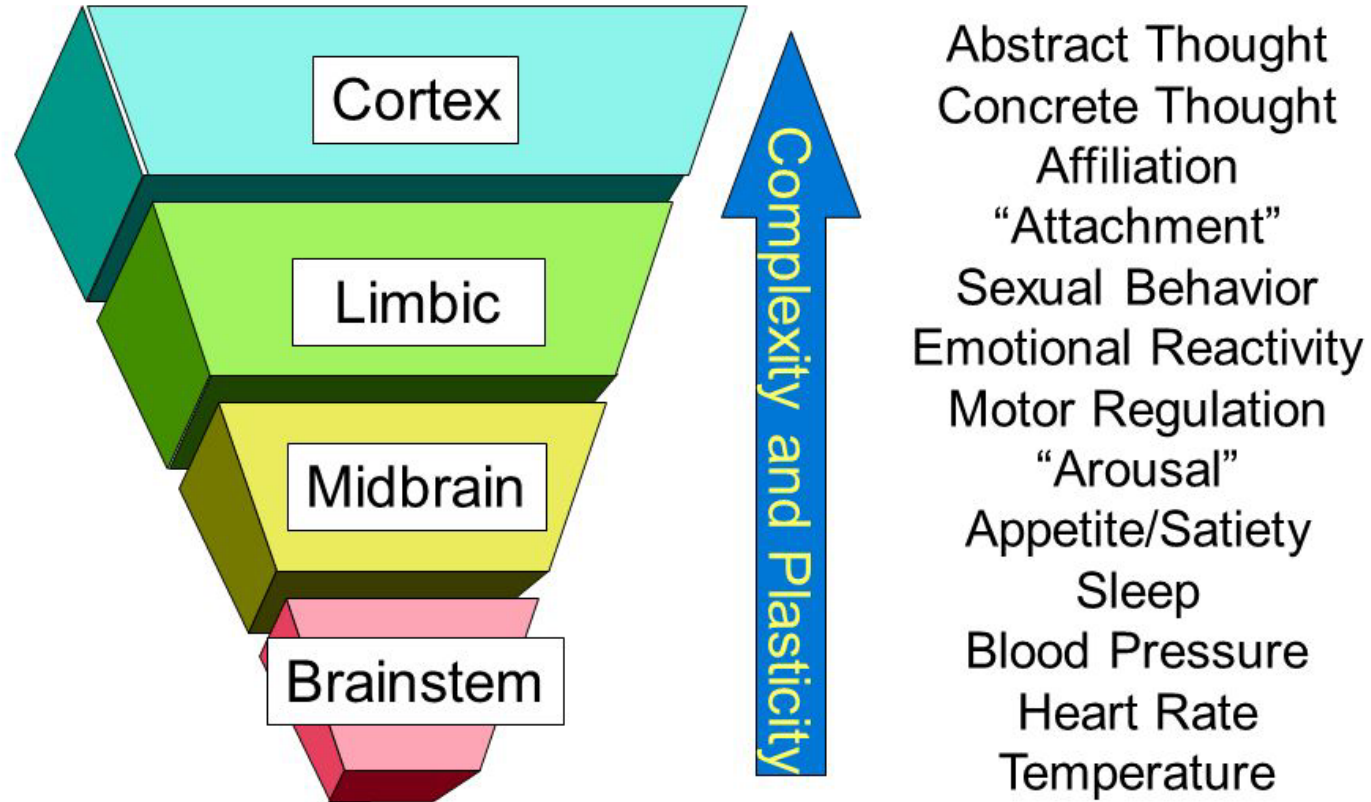 Cortex
Limbic
Midbrain
Brainstem
Complexity and Plasticity
Abstract Thought
Concrete Thought
Affiliation
“Attachment”
Sexual Behavior
Emotional Reactivity
Motor Regulation
“Arousal”
Appetite/Satiety
Sleep
Blood Pressure
Heart Rate
Temperature